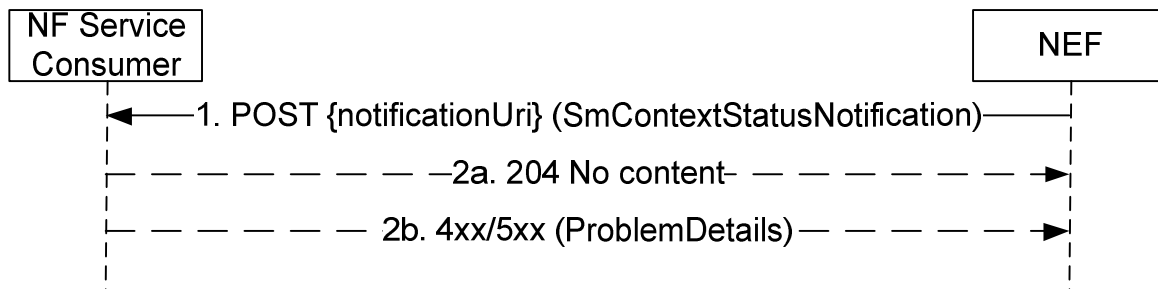 NF Service
Consumer
NEF
1. POST {notificationUri} (SmContextStatusNotification)
2a. 204 No content
2b. 4xx/5xx (ProblemDetails)